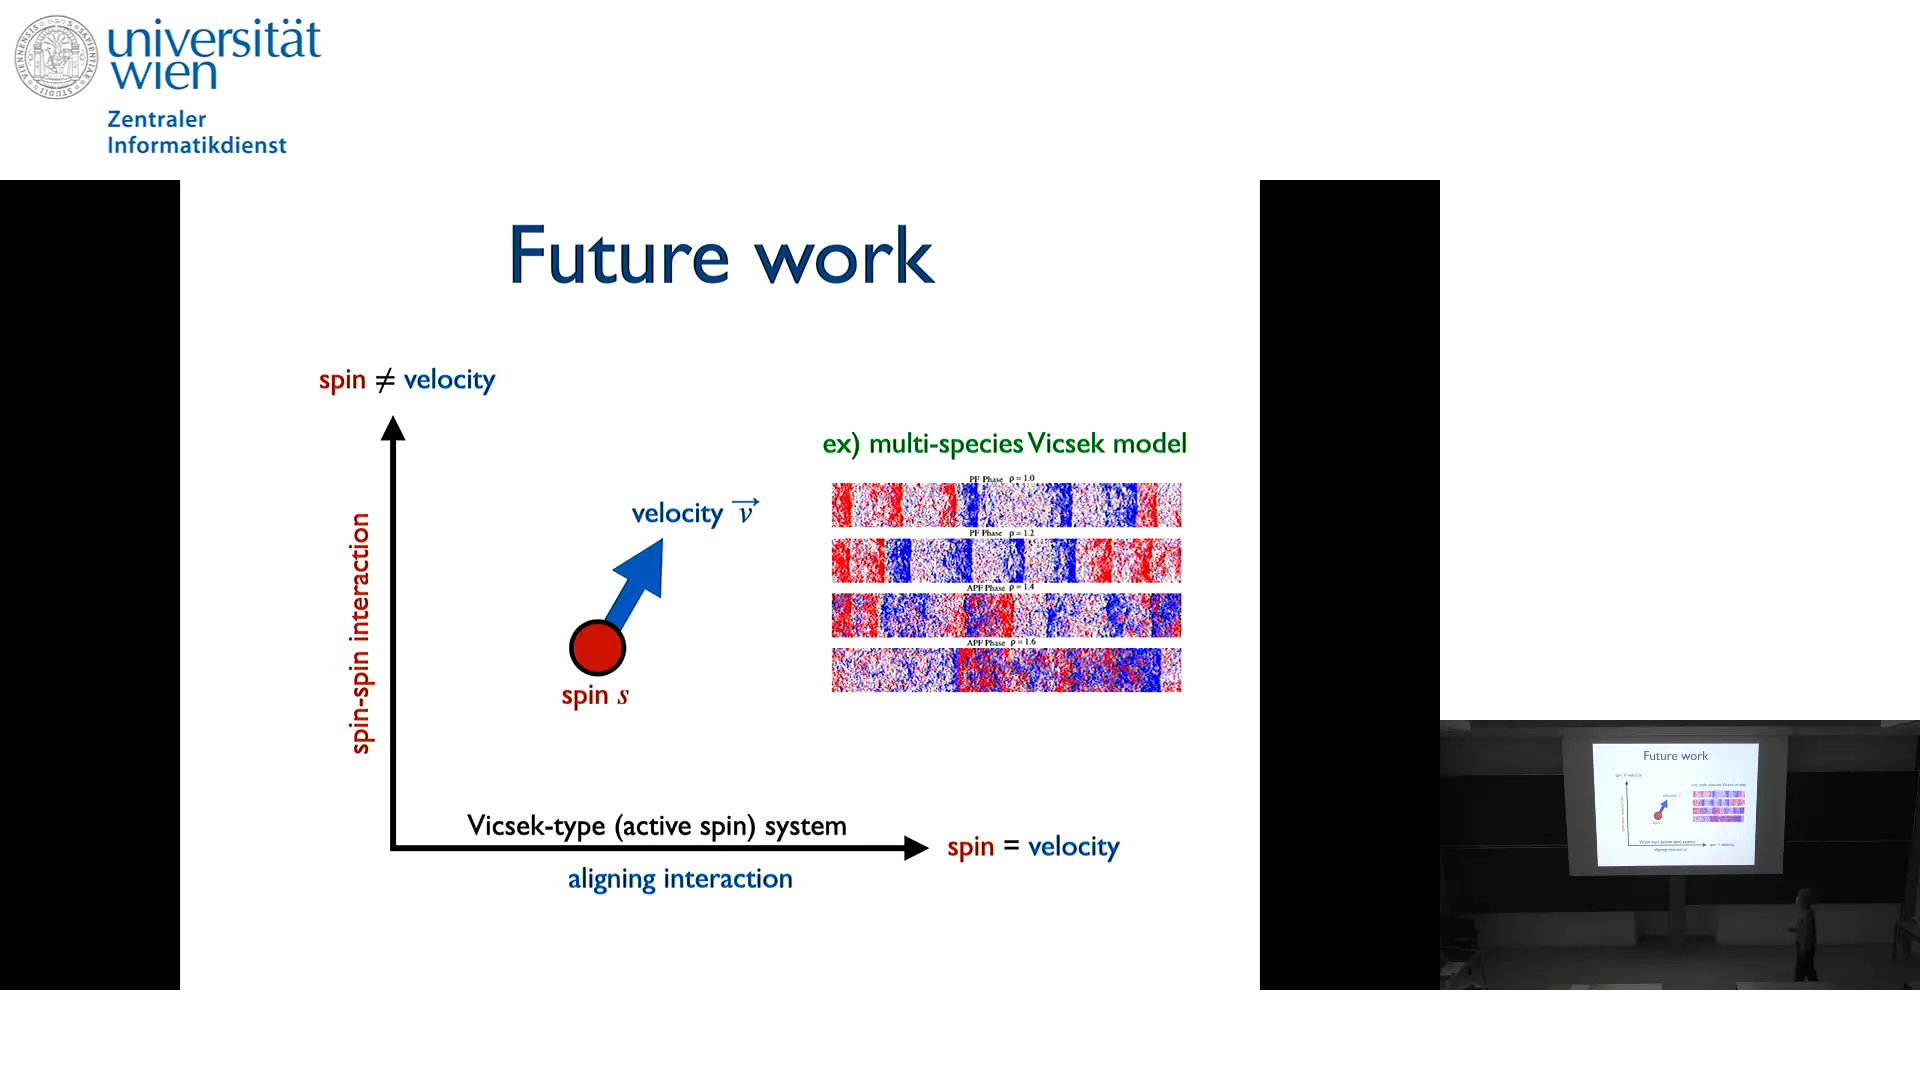 universität
wien
Zentraler
Informatikdienst
Future work
spin ≠ velocity
ex) multi-species Vicsek model
PF Phase ρ = 1.0
velocity v⃗
PF Phase ρ = 1.2
APF Phase ρ = 1.4
APF Phase ρ = 1.6
spin s
spin-spin interaction
Vicsek-type (active spin) system
spin = velocity
aligning interaction
Future work